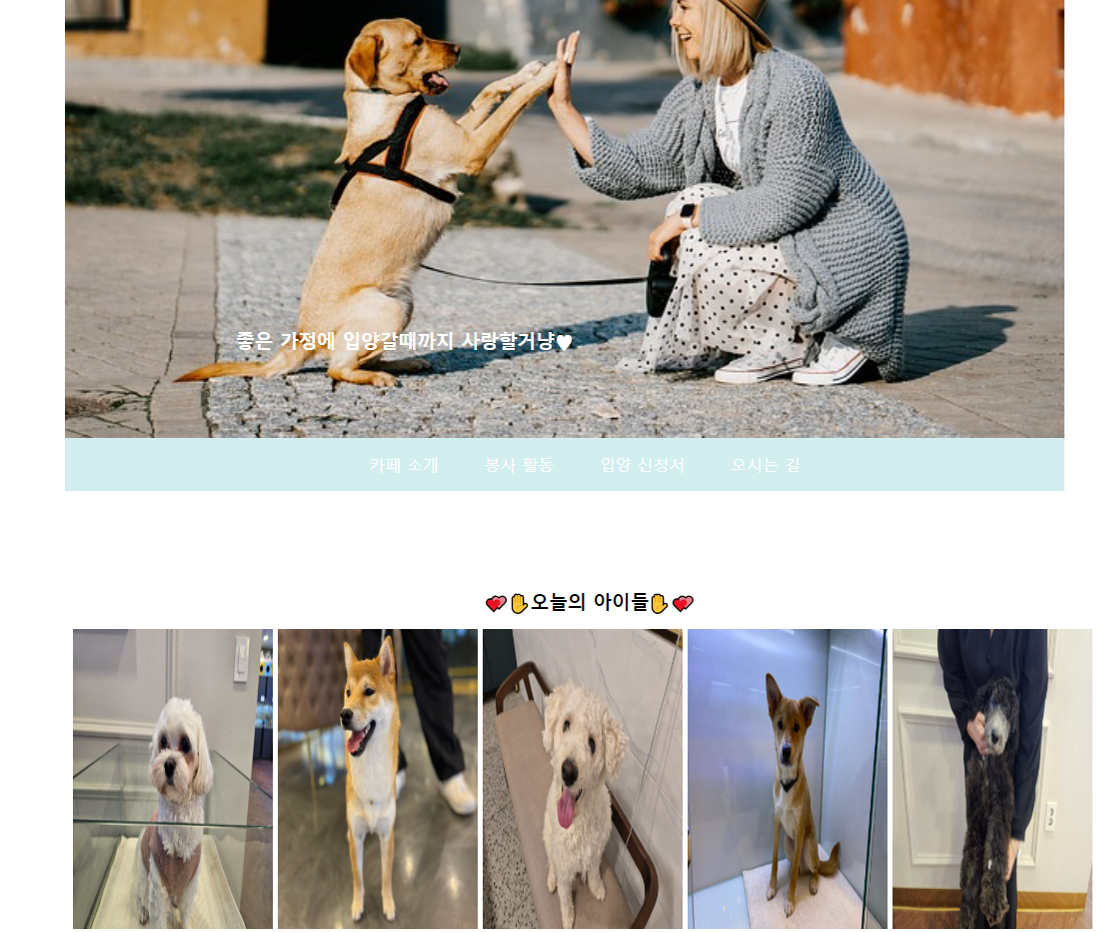 좋은 가정에 입양갈때까지 사랑할거냥♥
카페 소개 봉사 활동 입양 신청서 오시는 길
💕✋오늘의 아이들✋💕